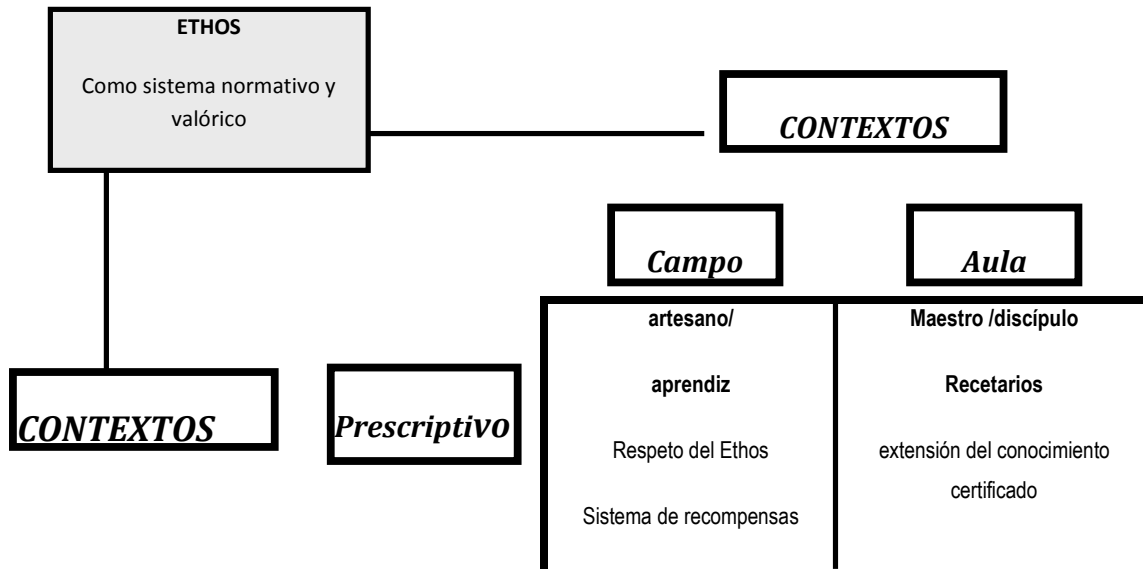 ETHOS
Como sistema normativo y
valórico
CONTEXTOS
Campo
Aula
CONTEXTOS
Prescriptivo
artesano/
aprendiz
Respeto del Ethos
Sistema de recompensas
Maestro /discípulo
Recetarios
extensión del conocimiento
certificado